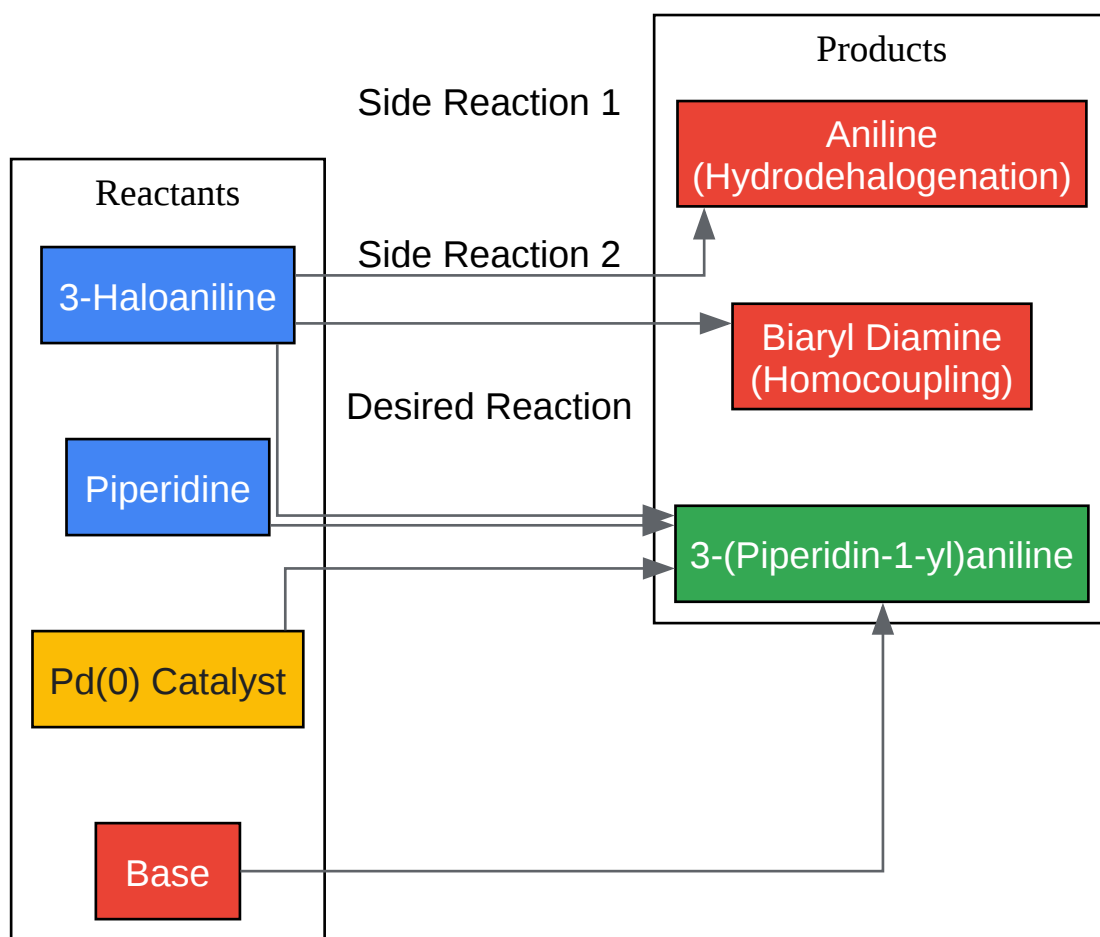 Products
Side Reaction 1
Aniline
(Hydrodehalogenation)
Reactants
Side Reaction 2
3-Haloaniline
Biaryl Diamine
(Homocoupling)
Desired Reaction
Piperidine
3-(Piperidin-1-yl)aniline
Pd(0) Catalyst
Base